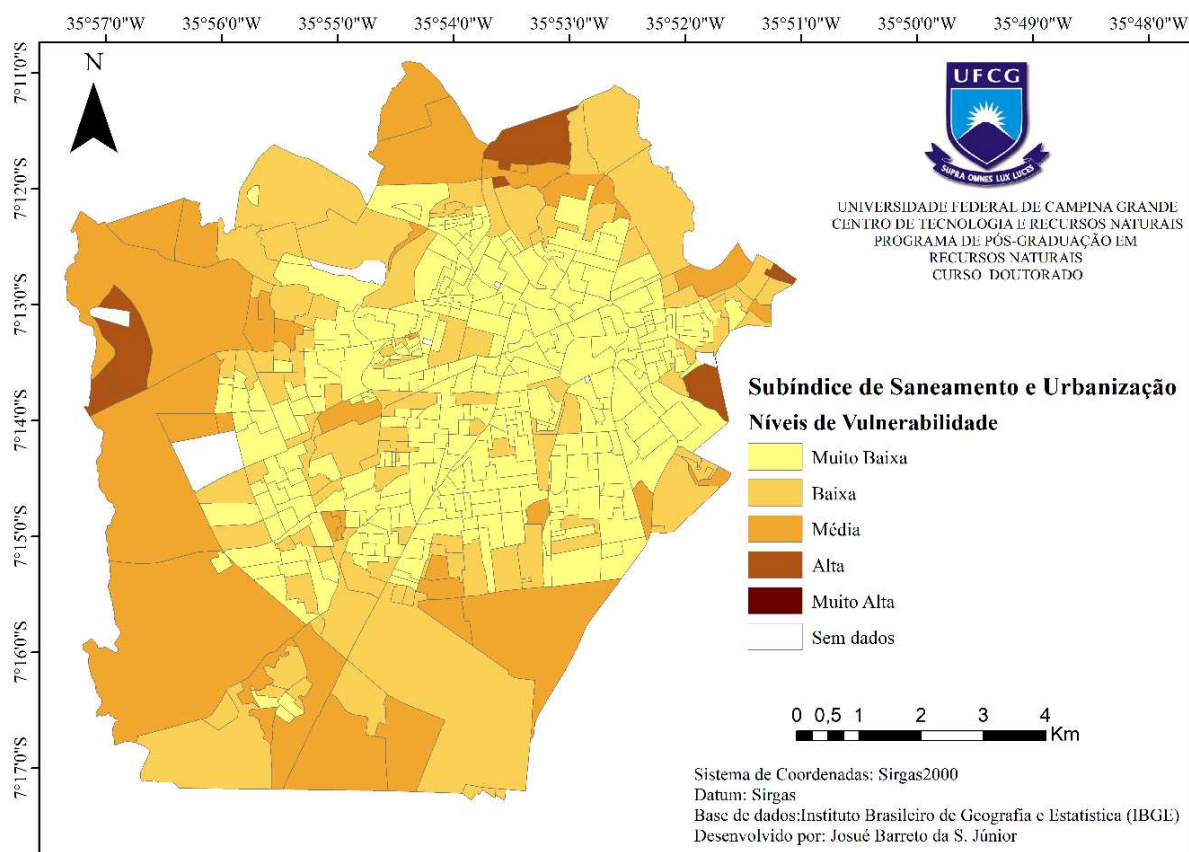 35°57'0"W 35°56'0"W 35°55'0"W 35°54'0"W 35°53'0"W 35°52'0"W 35°51'0"W 35°50'0"W 35°49'0"W 35°48'0"W
N
7°11'0"S
7°12'0"S
7°13'0"S
7°14'0"S
7°15'0"S
7°16'0"S
7°17'0"S
UFCG
SUPRA OMNES LUX LUCES
UNIVERSIDADE FEDERAL DE CAMPINA GRANDE
CENTRO DE TECNOLOGIA E RECURSOS NATURAIS
PROGRAMA DE PÓS-GRADUAÇÃO EM
RECURSOS NATURAIS
CURSO DOUTORADO
Subíndice de Saneamento e Urbanização
Níveis de Vulnerabilidade
Muito Baixa
Baixa
Média
Alta
Muito Alta
Sem dados
0 0,5 1 2 3 4
Km
Sistema de Coordenadas: Sirgas2000
Datum: Sirgas
Base de dados:Instituto Brasileiro de Geografia e Estatística (IBGE)
Desenvolvido por: Josué Barreto da S. Júnior